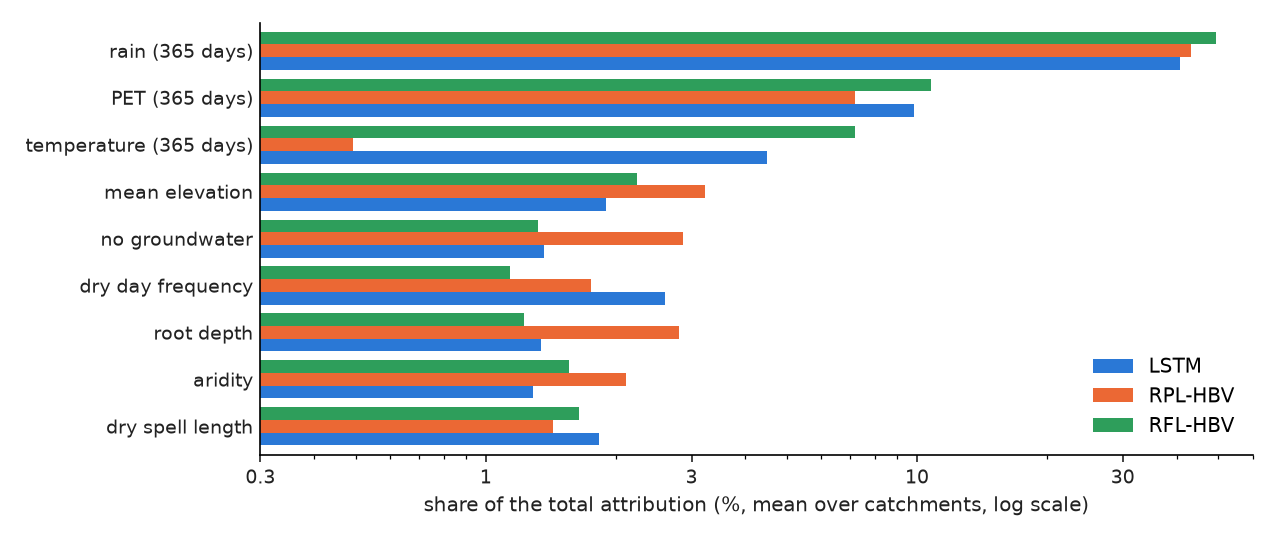 rain (365 days)
PET (365 days)
temperature (365 days)
mean elevation
no groundwater
dry day frequency
root depth
aridity
dry spell length
LSTM
RPL-HBV
RFL-HBV
0.3 1 3 10 30
share of the total attribution (%, mean over catchments, log scale)